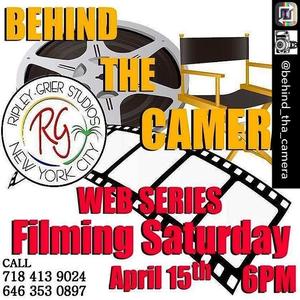 BEHIND
THE
CAMER
RIPLEY-GRIER STUDIOS
RG
NEW YORK CITY
WEB SERIES
Filming Saturday
April 15th 6PM
CALL
718 413 9024
646 353 0897
@behind_tha_camera